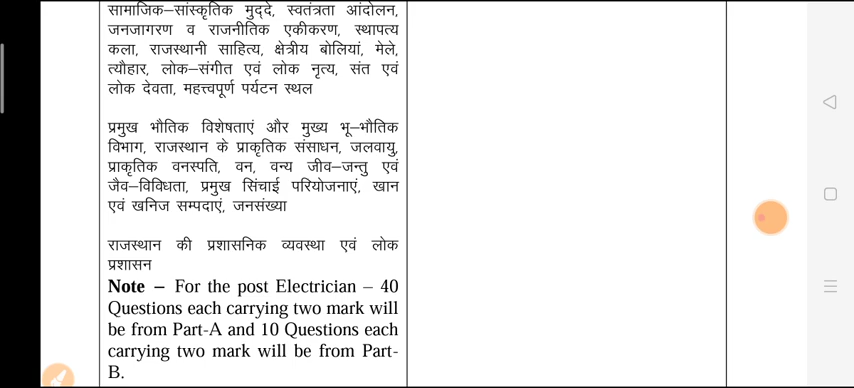 सामाजिक–सांस्कृतिक मुद्दे, स्वतंत्रता आंदोलन,
जनजागरण व राजनीतिक एकीकरण, स्थापत्य
कला, राजस्थानी साहित्य, क्षेत्रीय बोलियां, मेले,
त्यौहार, लोक–संगीत एवं लोक नृत्य, संत एवं
लोक देवता, महत्त्वपूर्ण पर्यटन स्थल
प्रमुख भौतिक विशेषताएं और मुख्य भू–भौतिक
विभाग, राजस्थान के प्राकृतिक संसाधन, जलवायु,
प्राकृतिक वनस्पति, वन, वन्य जीव–जन्तु एवं
जैव–विविधता, प्रमुख सिंचाई परियोजनाएं, खान
एवं खनिज सम्पदाएं, जनसंख्या
राजस्थान की प्रशासनिक व्यवस्था एवं लोक
प्रशासन
Note – For the post Electrician – 40
Questions each carrying two mark will
be from Part-A and 10 Questions each
carrying two mark will be from Part-
B.